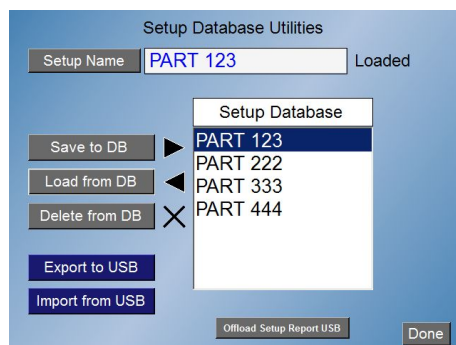 Setup Database Utilities
Setup Name PART 123 Loaded
Setup Database
PART 123
PART 222
PART 333
PART 444
Save to DB
Load from DB
Delete from DB
Export to USB
Import from USB
Offload Setup Report USB
Done